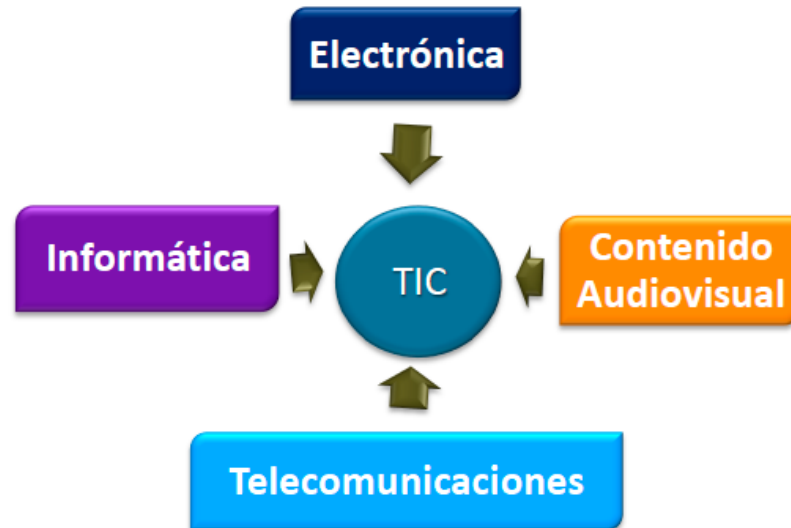 Electrónica
Informática
TIC
Contenido
Audiovisual
Telecomunicaciones